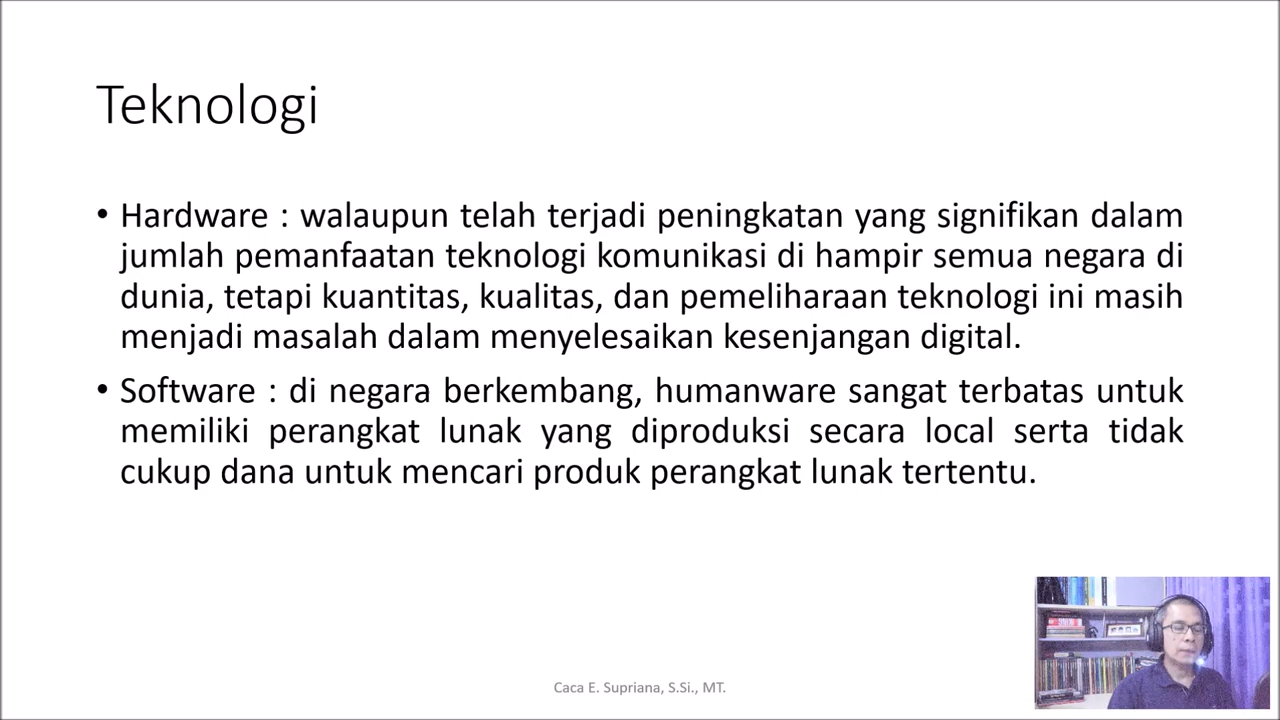 Teknologi
• Hardware : walaupun telah terjadi peningkatan yang signifikan dalam
jumlah pemanfaatan teknologi komunikasi di hampir semua negara di
dunia, tetapi kuantitas, kualitas, dan pemeliharaan teknologi ini masih
menjadi masalah dalam menyelesaikan kesenjangan digital.
• Software : di negara berkembang, humanware sangat terbatas untuk
memiliki perangkat lunak yang diproduksi secara local serta tidak
cukup dana untuk mencari produk perangkat lunak tertentu.
Caca E. Supriana, S.Si., MT.